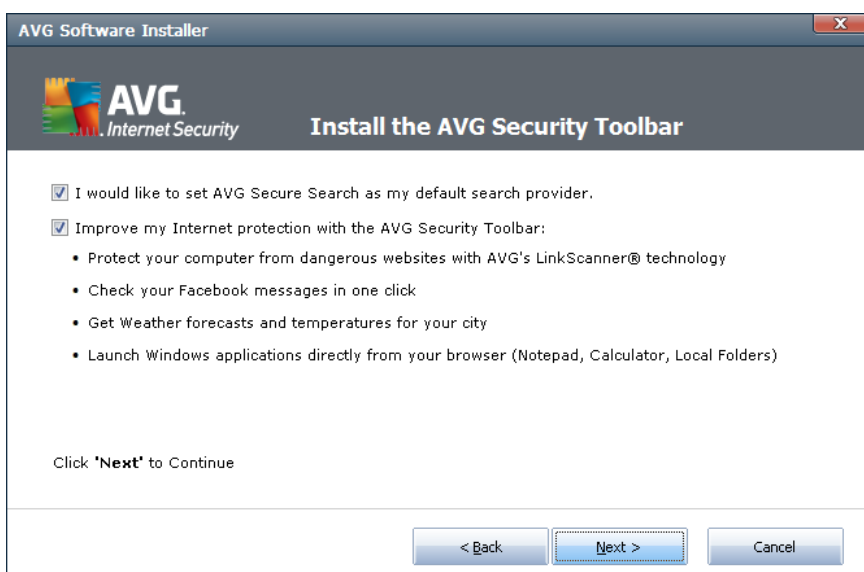 AVG Software Installer
X
AVG.
Internet Security
Install the AVG Security Toolbar
I would like to set AVG Secure Search as my default search provider.
Improve my Internet protection with the AVG Security Toolbar:
• Protect your computer from dangerous websites with AVG's LinkScanner® technology
• Check your Facebook messages in one click
• Get Weather forecasts and temperatures for your city
• Launch Windows applications directly from your browser (Notepad, Calculator, Local Folders)
Click 'Next' to Continue
< Back
Next >
Cancel